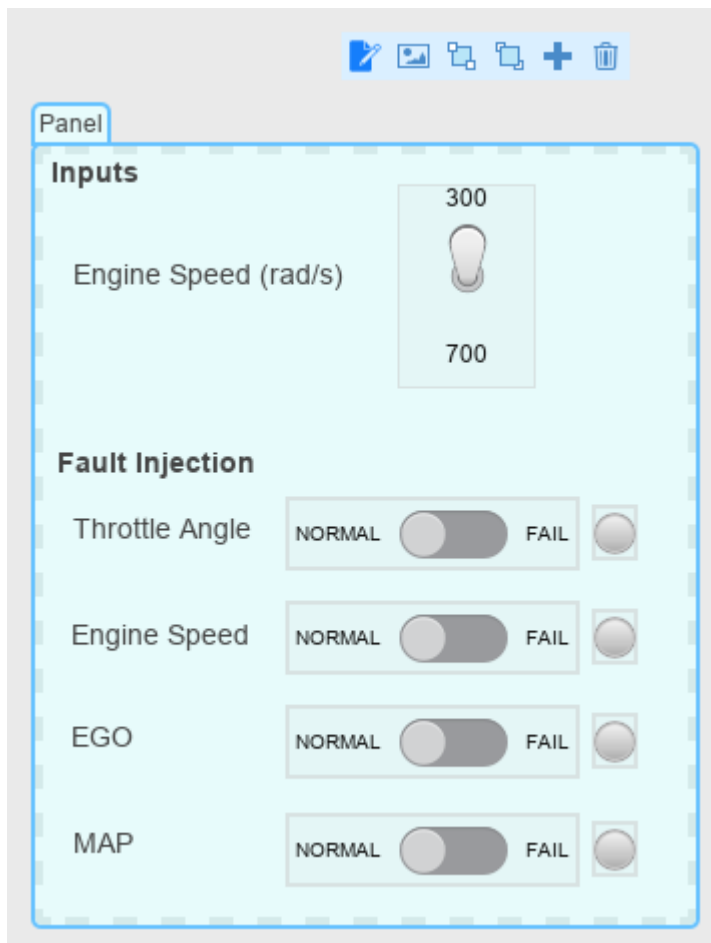 Panel
Inputs
300
Engine Speed (rad/s)
700
Fault Injection
Throttle Angle NORMAL FAIL
Engine Speed NORMAL FAIL
EGO NORMAL FAIL
MAP NORMAL FAIL